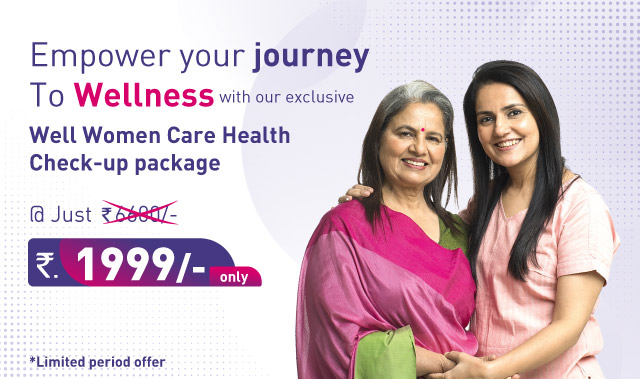 Empower your journey
To Wellness with our exclusive
Well Women Care Health
Check-up package
@ Just ₹6600/-
₹. 1999/- only
*Limited period offer